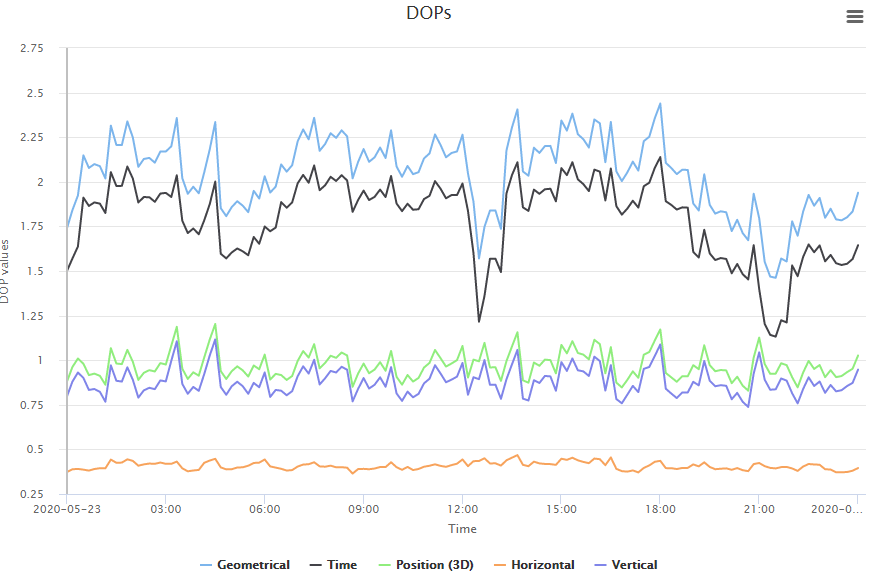 DOPs
2.75
2.5
2.25
2
1.75
1.5
1.25
1
0.75
0.5
0.25
DOP values
2020-05-23 03:00 06:00 09:00 12:00 15:00 18:00 21:00 2020-0...
Time
Geometrical Time Position (3D) Horizontal Vertical